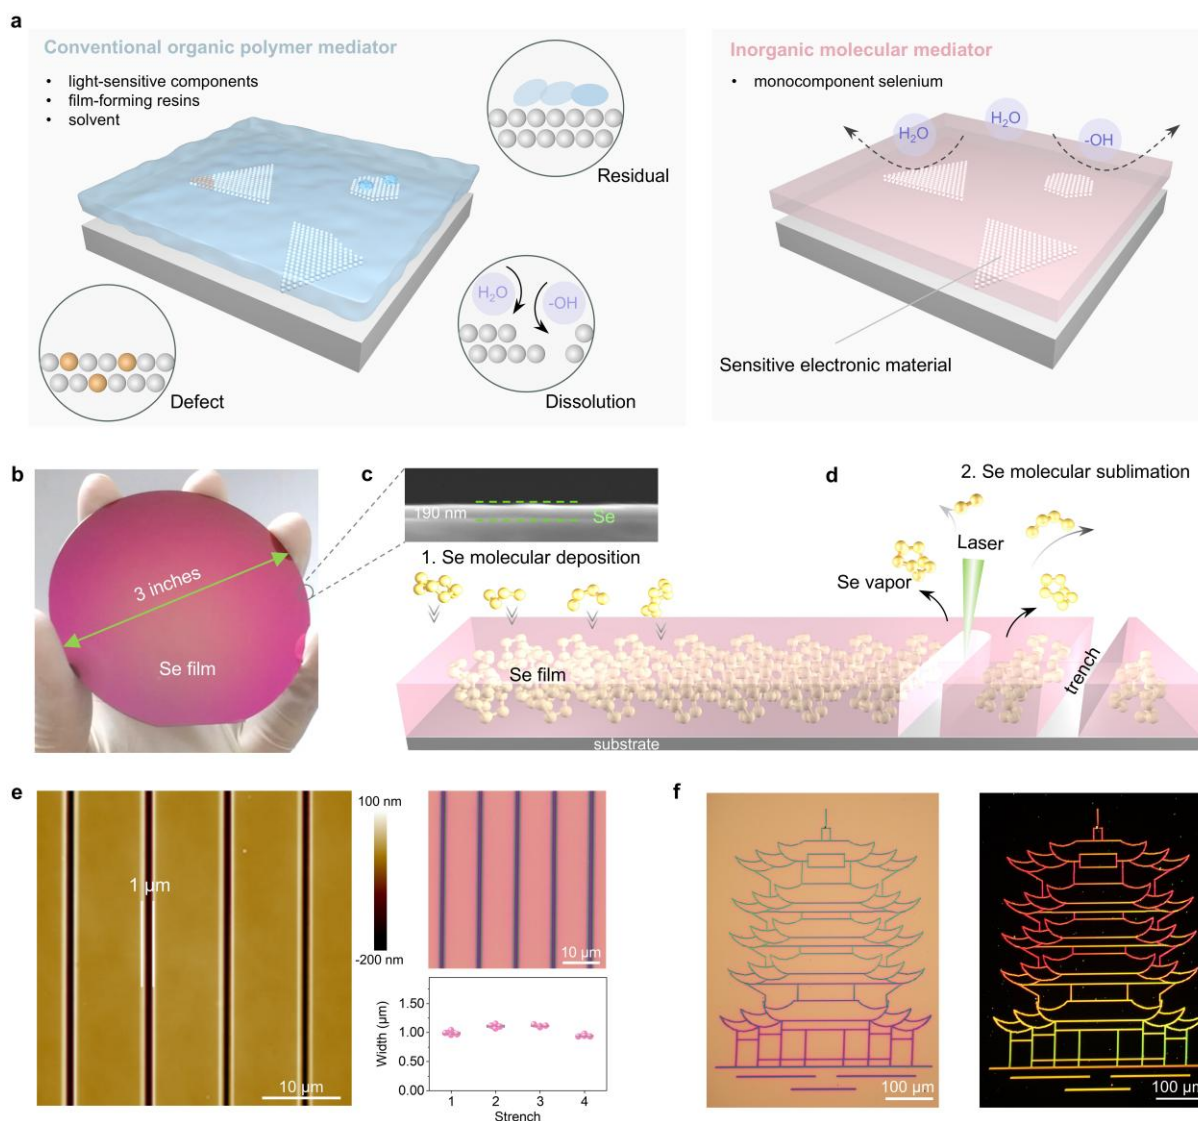 a
Conventional organic polymer mediator
• light-sensitive components
• film-forming resins
• solvent
Residual
H₂O
-OH
Dissolution
Defect
Inorganic molecular mediator
• monocomponent selenium
H₂O
H₂O
-OH
Sensitive electronic material
b
3 inches
Se film
c
190 nm
Se
1. Se molecular deposition
Se film
substrate
d
2. Se molecular sublimation
Laser
Se vapor
trench
e
1 µm
10 µm
100 nm
-200 nm
10 µm
Width (µm)
1.50
1.00
0.50
0.00
1 2 3 4
Strench
f
100 µm
100 µm